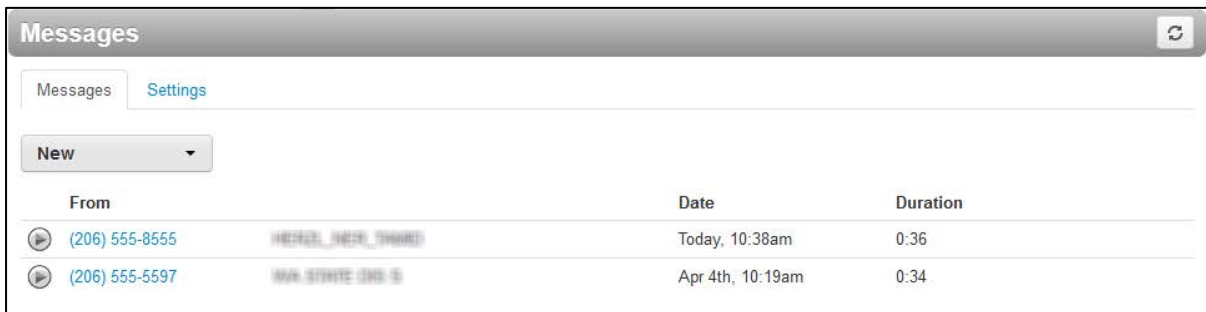 Messages
Messages Settings
New
From Date Duration
(206) 555-8555 Today, 10:38am 0:36
(206) 555-5597 Apr 4th, 10:19am 0:34